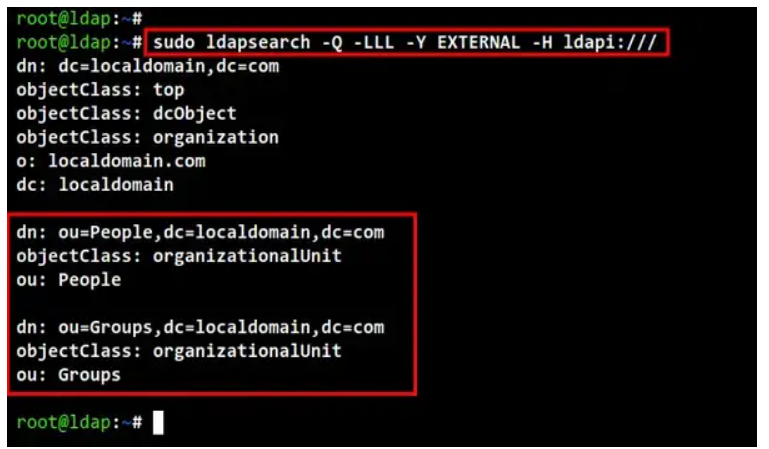 root@ldap:~#
root@ldap:~# sudo ldapsearch -Q -LLL -Y EXTERNAL -H ldapi:///
dn: dc=localdomain,dc=com
objectClass: top
objectClass: dcObject
objectClass: organization
o: localdomain.com
dc: localdomain

dn: ou=People,dc=localdomain,dc=com
objectClass: organizationalUnit
ou: People

dn: ou=Groups,dc=localdomain,dc=com
objectClass: organizationalUnit
ou: Groups

root@ldap:~#